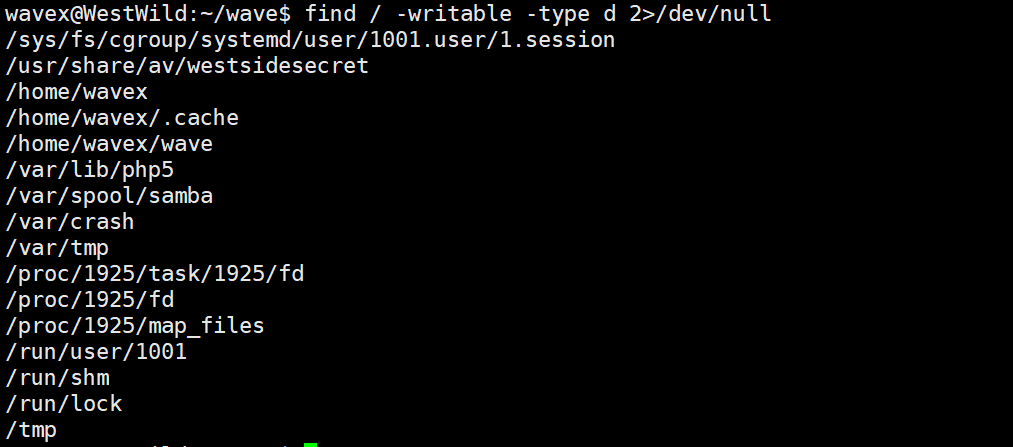 wavex@WestWild:~/wave$ find / -writable -type d 2>/dev/null
/sys/fs/cgroup/systemd/user/1001.user/1.session
/usr/share/av/westsidesecret
/home/wavex
/home/wavex/.cache
/home/wavex/wave
/var/lib/php5
/var/spool/samba
/var/crash
/var/tmp
/proc/1925/task/1925/fd
/proc/1925/fd
/proc/1925/map_files
/run/user/1001
/run/shm
/run/lock
/tmp